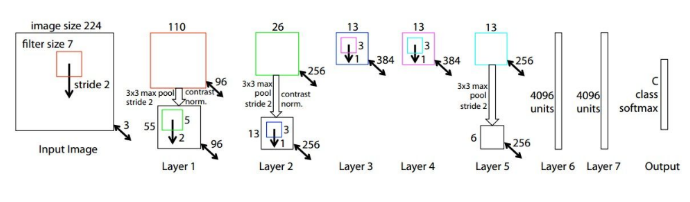 image size 224
filter size 7
stride 2
3
Input Image
110
96
3x3 max
pool
stride 2
contrast
norm.
55
5
2
96
Layer 1
26
256
3x3 max
pool
stride 2
contrast
norm.
13
3
1
256
Layer 2
13
3
1
384
Layer 3
13
3
1
384
Layer 4
13
256
3x3 max
pool
stride 2
6
256
Layer 5
4096
units
Layer 6
4096
units
Layer 7
C
class
softmax
Output